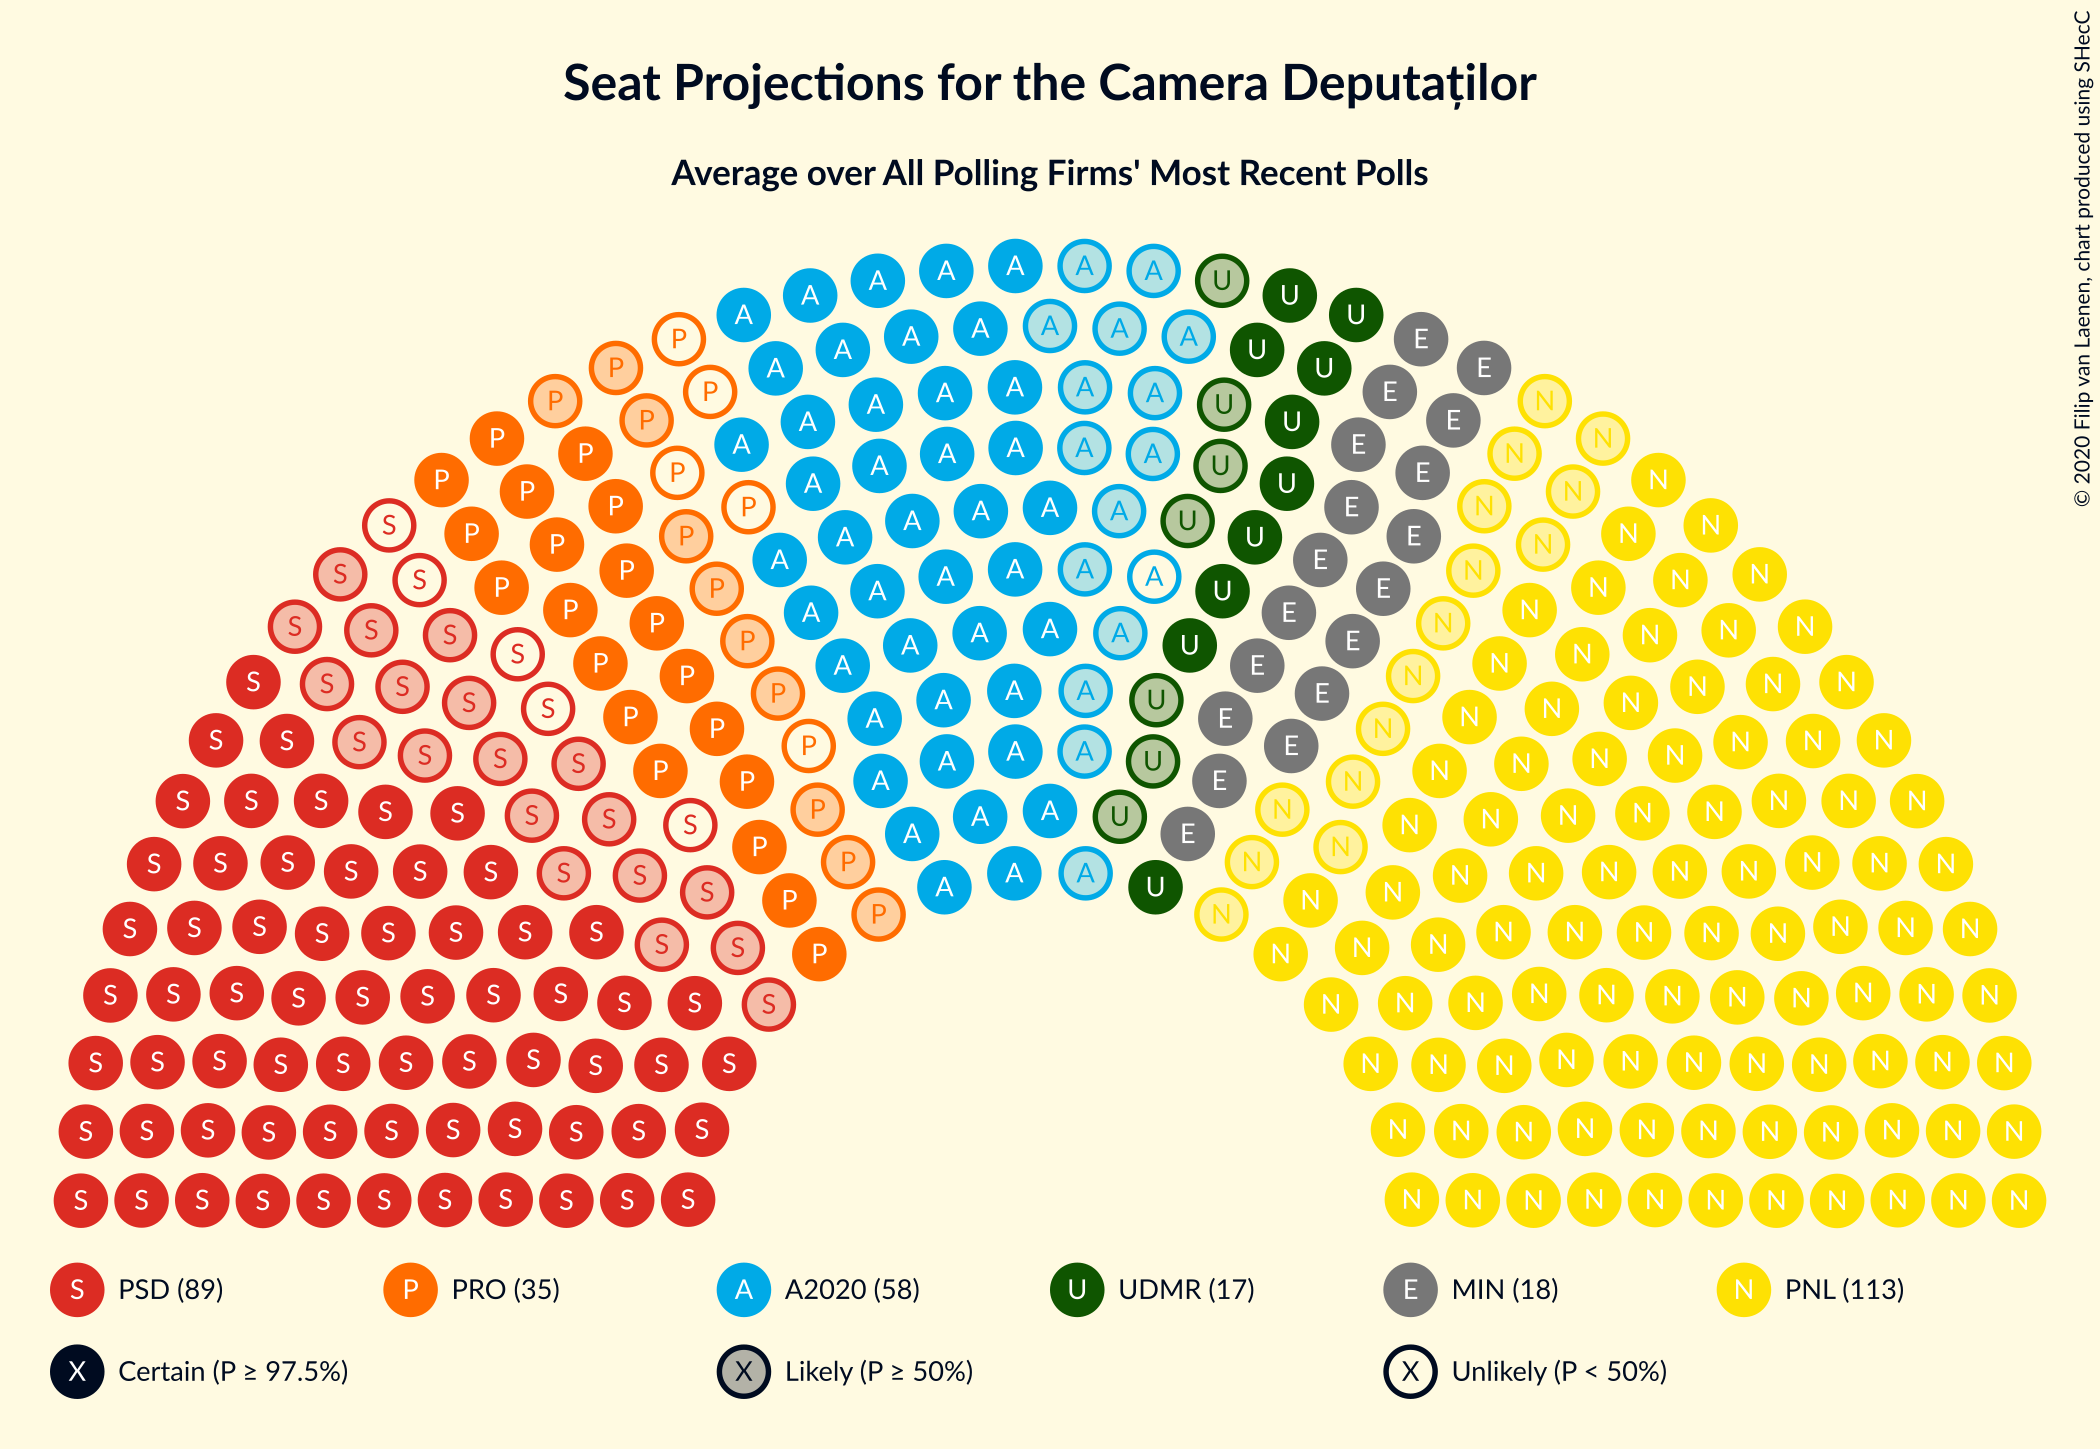 Seat Projections for the Camera Deputaților
Average over All Polling Firms' Most Recent Polls
© 2020 Filip van Laenen, chart produced using SHecC
S PSD (89) P PRO (35) A A2020 (58) U UDMR (17) E MIN (18) N PNL (113)
X Certain (P ≥ 97.5%) X Likely (P ≥ 50%) X Unlikely (P < 50%)